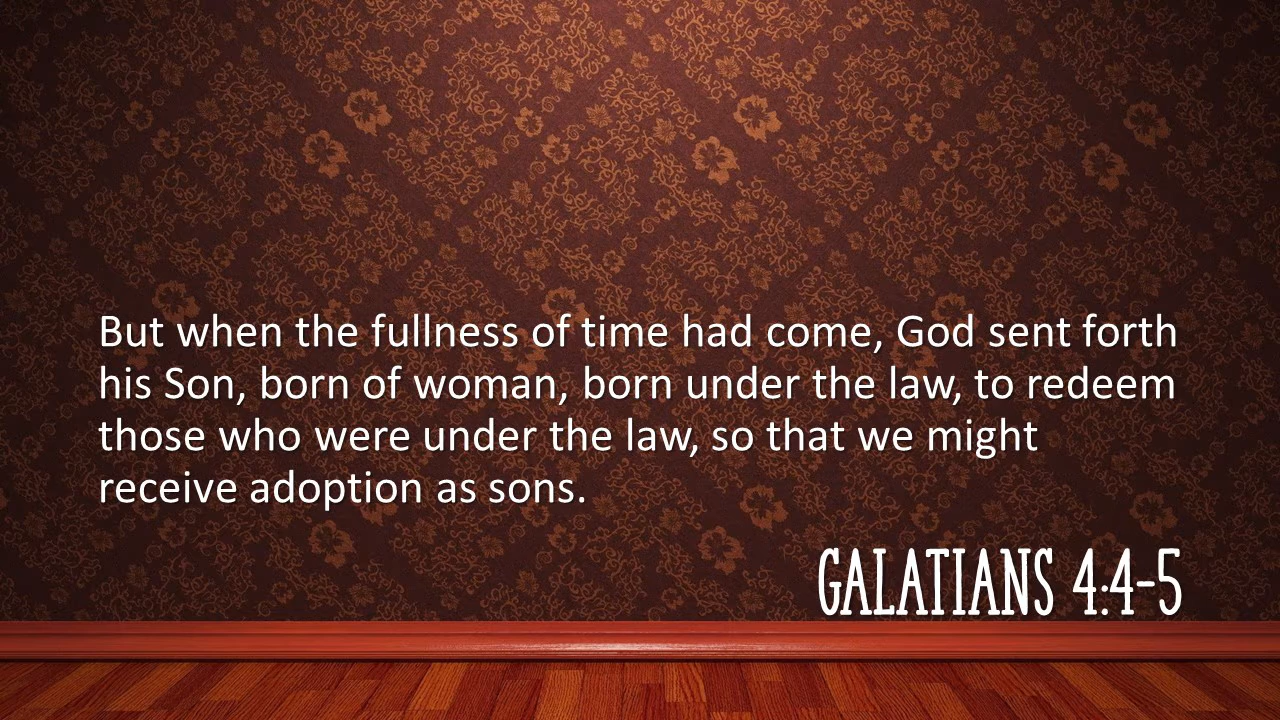 But when the fullness of time had come, God sent forth
his Son, born of woman, born under the law, to redeem
those who were under the law, so that we might
receive adoption as sons.
GALATIANS 4:4-5